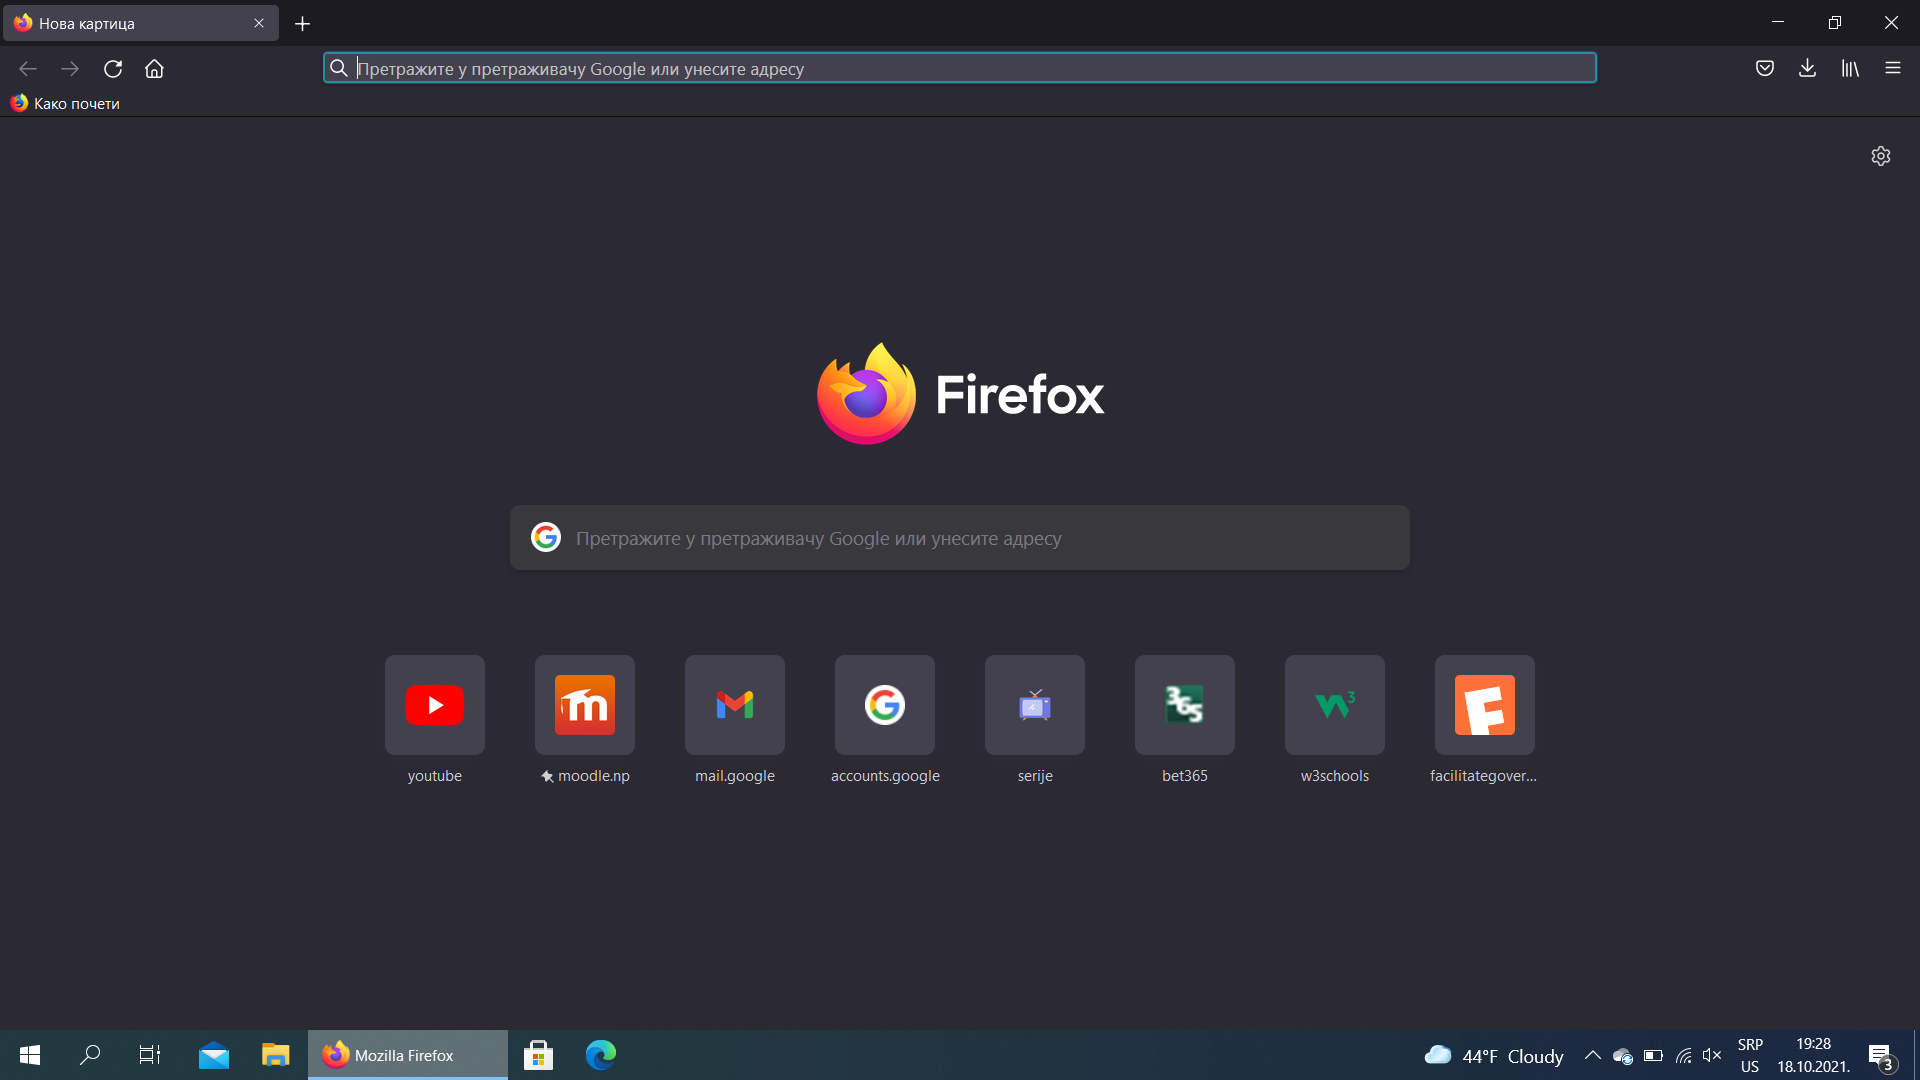 Нова картица
Претражите у претраживачу Google или унесите адресу
Како почети
Firefox
Претражите у претраживачу Google или унесите адресу
youtube
moodle.np
mail.google
accounts.google
serije
bet365
w3schools
facilitategover...
Mozilla Firefox
44°F Cloudy
SRP
US
19:28
18.10.2021.
3